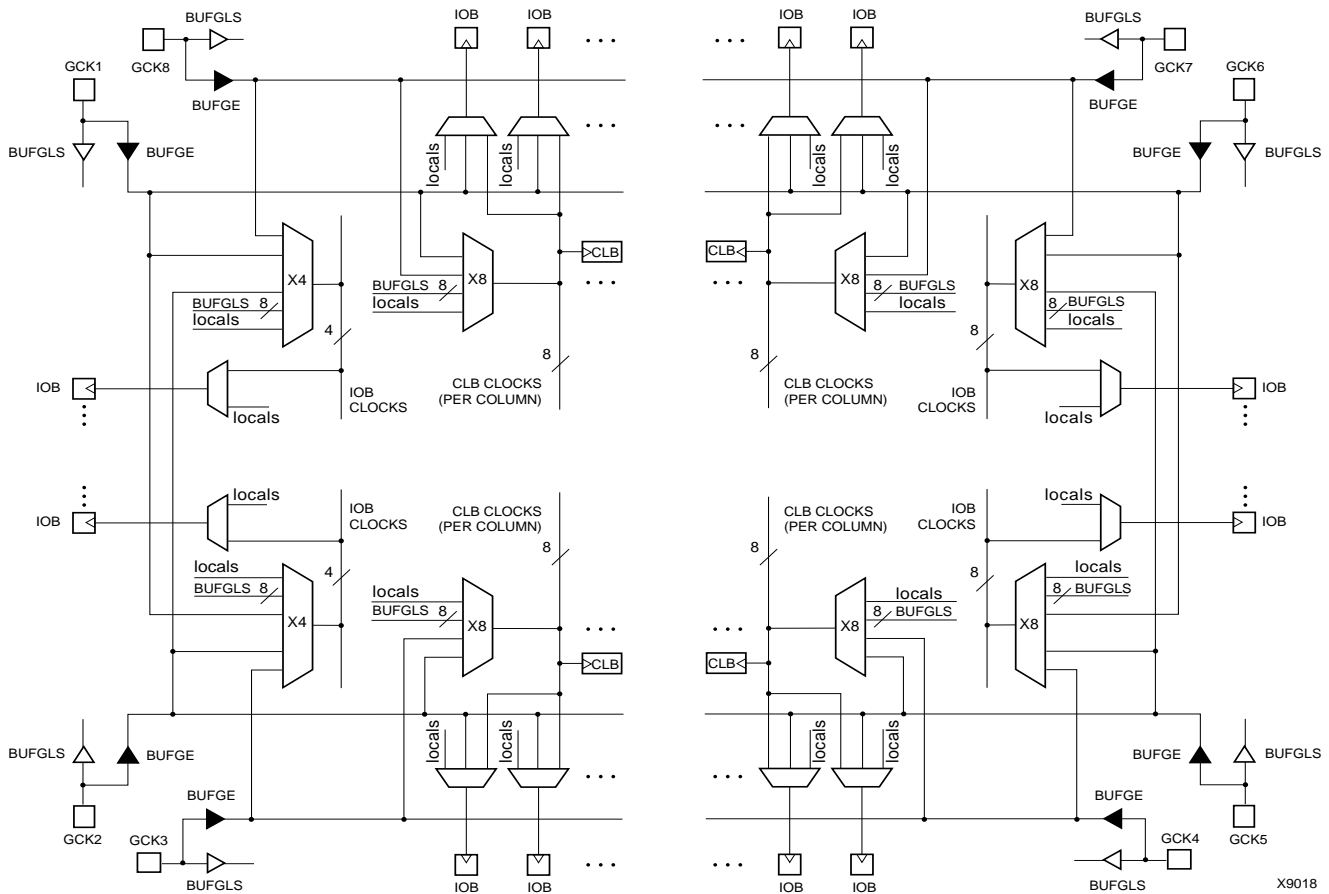 BUFGLS
IOB
IOB
IOB
IOB
BUFGLS
GCK8
GCK7
GCK1
GCK6
BUFGE
BUFGE
BUFGLS
BUFGE
locals
locals
locals
locals
BUFGE
BUFGLS
CLB
CLB
X4
X8
X8
X8
BUFGLS 8
locals
BUFGLS 8
locals
8 BUFGLS
locals
8 BUFGLS
locals
4
8
8
8
IOB
locals
IOB CLOCKS
CLB CLOCKS
(PER COLUMN)
CLB CLOCKS
(PER COLUMN)
IOB
CLOCKS
locals
IOB
IOB
locals
IOB
CLOCKS
CLB CLOCKS
(PER COLUMN)
CLB CLOCKS
(PER COLUMN)
IOB
CLOCKS
locals
IOB
4
8
8
8
locals
BUFGLS 8
locals
BUFGLS 8
locals
8 BUFGLS
locals
8 BUFGLS
X4
X8
X8
X8
CLB
CLB
BUFGLS
BUFGE
locals
locals
locals
locals
BUFGE
BUFGLS
GCK2
BUFGE
BUFGE
GCK5
GCK3
GCK4
BUFGLS
IOB
IOB
IOB
IOB
BUFGLS
X9018